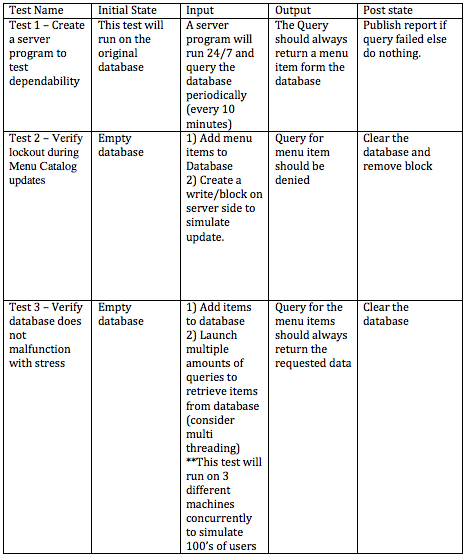 Test Name
Initial State
Input
Output
Post state
Test 1 – Create
a server
program to
test
dependability
This test will
run on the
original
database
A server
program will
run 24/7 and
query the
database
periodically
(every 10
minutes)
The Query
should always
return a menu
item form the
database
Publish report if
query failed else
do nothing.
Test 2 – Verify
lockout during
Menu Catalog
updates
Empty
database
1) Add menu
items to
Database
2) Create a
write/block on
server side to
simulate
update.
Query for
menu item
should be
denied
Clear the
database and
remove block
Test 3 – Verify
database does
not
malfunction
with stress
Empty
database
1) Add items
to database
2) Launch
multiple
amounts of
queries to
retrieve items
from database
(consider
multi
threading)
**This test will
run on 3
different
machines
concurrently
to simulate
100's of users
Query for the
menu items
should always
return the
requested data
Clear the
database